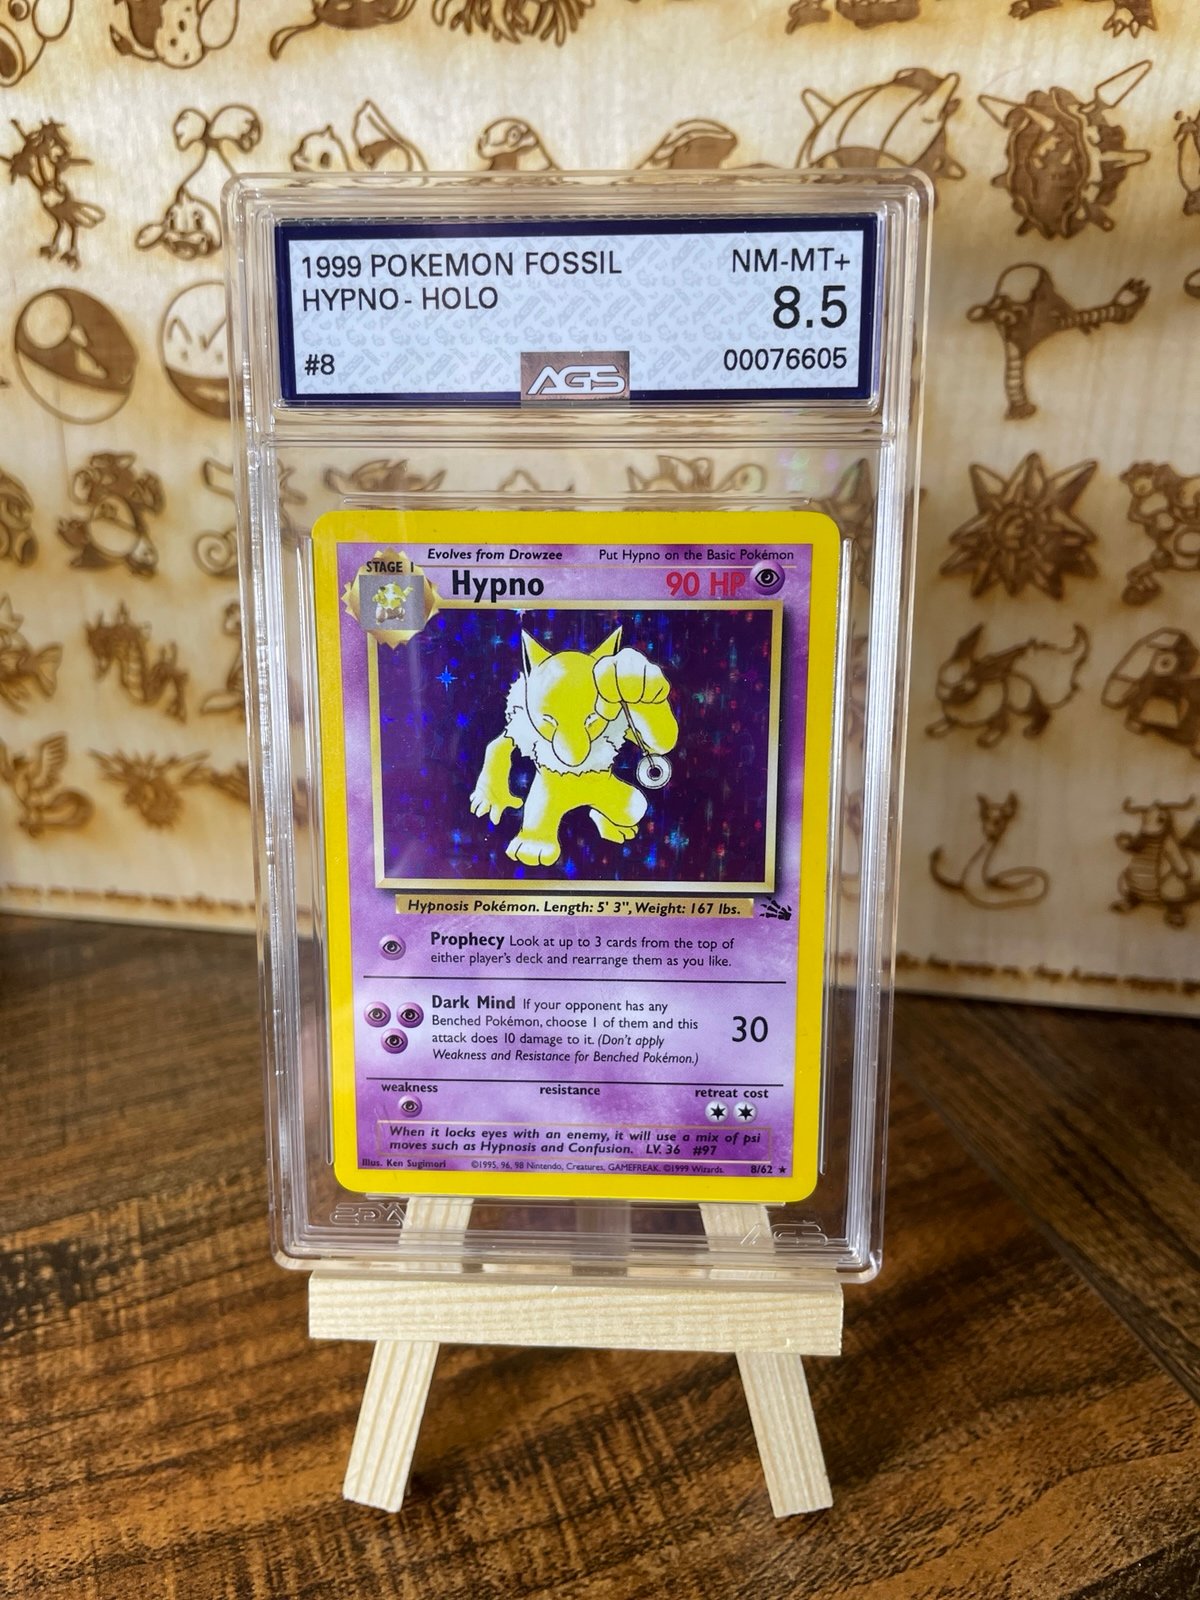 1999 POKEMON FOSSIL
HYPNO - HOLO
#8
NM-MT+
8.5
00076605
AGS
Evolves from Drowzee
Put Hypno on the Basic Pokémon
STAGE 1
Hypno
90 HP
Hypnosis Pokémon. Length: 5' 3", Weight: 167 lbs.
Prophecy Look at up to 3 cards from the top of
either player's deck and rearrange them as you like.
Dark Mind If your opponent has any
Benched Pokémon, choose 1 of them and this
attack does 10 damage to it. (Don't apply
Weakness and Resistance for Benched Pokémon.)
30
weakness
resistance
retreat cost
When it locks eyes with an enemy, it will use a mix of psi
moves such as Hypnosis and Confusion. LV. 36 #97
Illus. Ken Sugimori
©1995, 96, 98 Nintendo, Creatures, GAMEFREAK. ©1999 Wizards.
8/62 ★
AGS